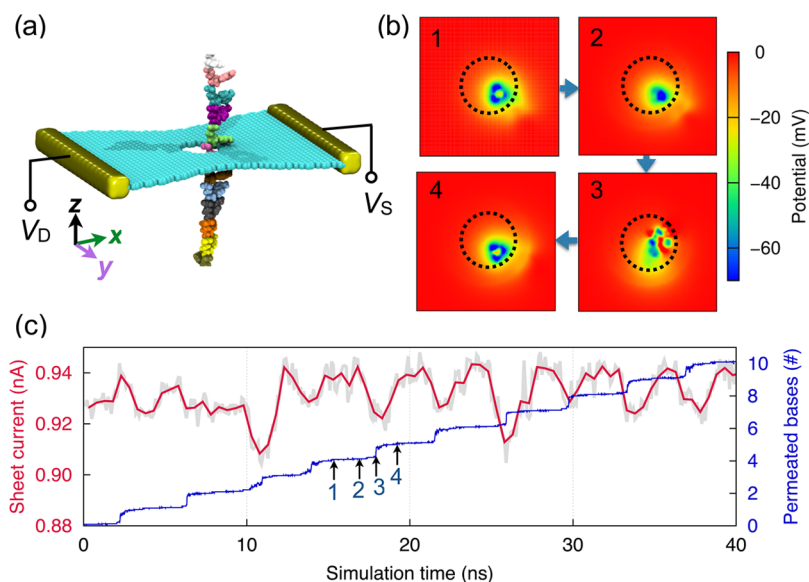 (a)
V_D
z
x
y
V_S
(b)
1
2
4
3
0
−20
−40
−60
Potential (mV)
(c)
Sheet current (nA)
0.94
0.92
0.90
0.88
1
2
3
4
10
8
6
4
2
0
Permeated bases (#)
0
10
20
30
40
Simulation time (ns)